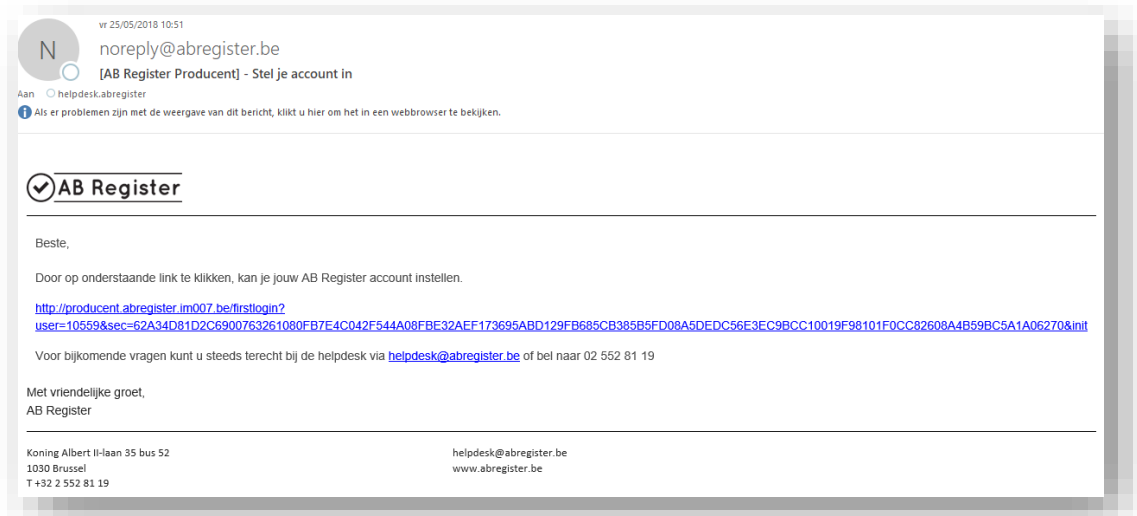 vr 25/05/2018 10:51
N
noreply@abregister.be
[AB Register Producent] - Stel je account in
Aan helpdesk.abregister
Als er problemen zijn met de weergave van dit bericht, klikt u hier om het in een webbrowser te bekijken.
AB Register
Beste,
Door op onderstaande link te klikken, kan je jouw AB Register account instellen.
http://producent.abregister.im007.be/firstlogin?
user=10559&sec=62A34D81D2C6900763261080FB7E4C042F544A08FBE32AEF173695ABD129FB685CB385B5FD08A5DEDC56E3EC9BCC10019F98101F0CC82608A4B59BC5A1A06270&init
Voor bijkomende vragen kunt u steeds terecht bij de helpdesk via helpdesk@abregister.be of bel naar 02 552 81 19
Met vriendelijke groet,
AB Register
Koning Albert II-laan 35 bus 52
1030 Brussel
T +32 2 552 81 19
helpdesk@abregister.be
www.abregister.be